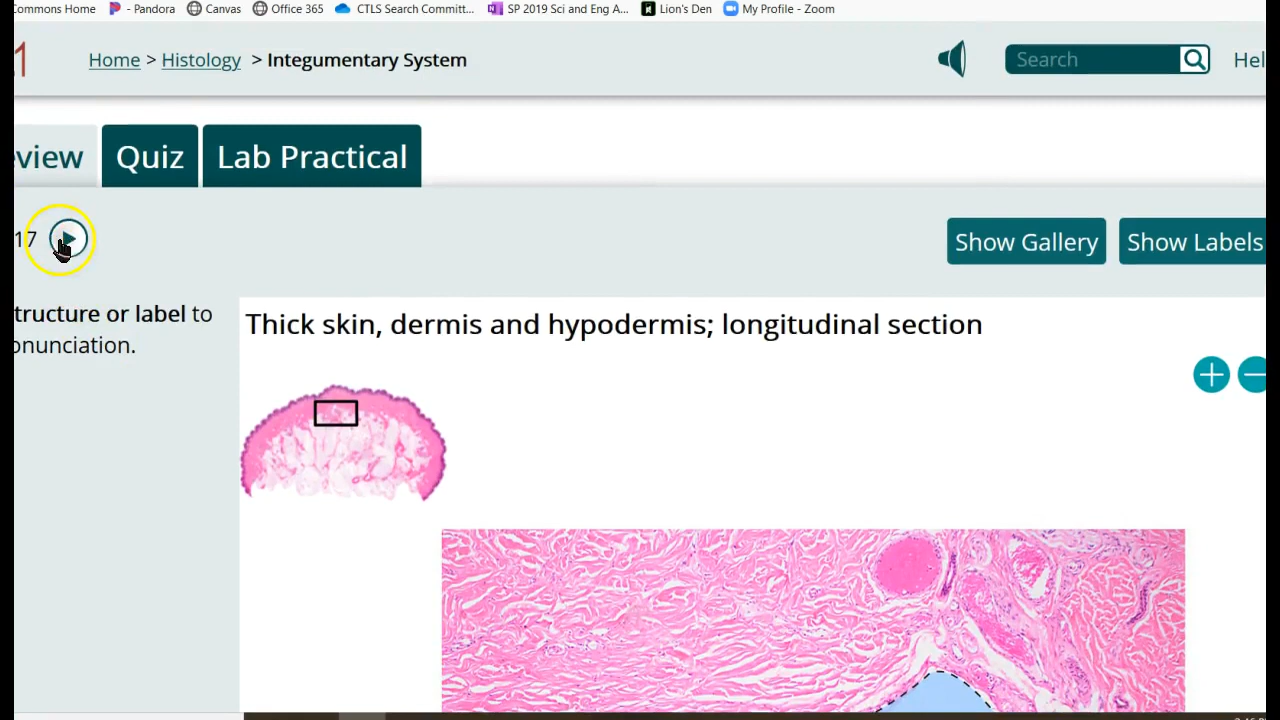 Commons Home - Pandora Canvas Office 365 CTLS Search Committ... SP 2019 Sci and Eng A... Lion's Den My Profile - Zoom
Home > Histology > Integumentary System
Search
Hel
view Quiz Lab Practical
17
Show Gallery Show Labels
tructure or label to
onunciation.
Thick skin, dermis and hypodermis; longitudinal section